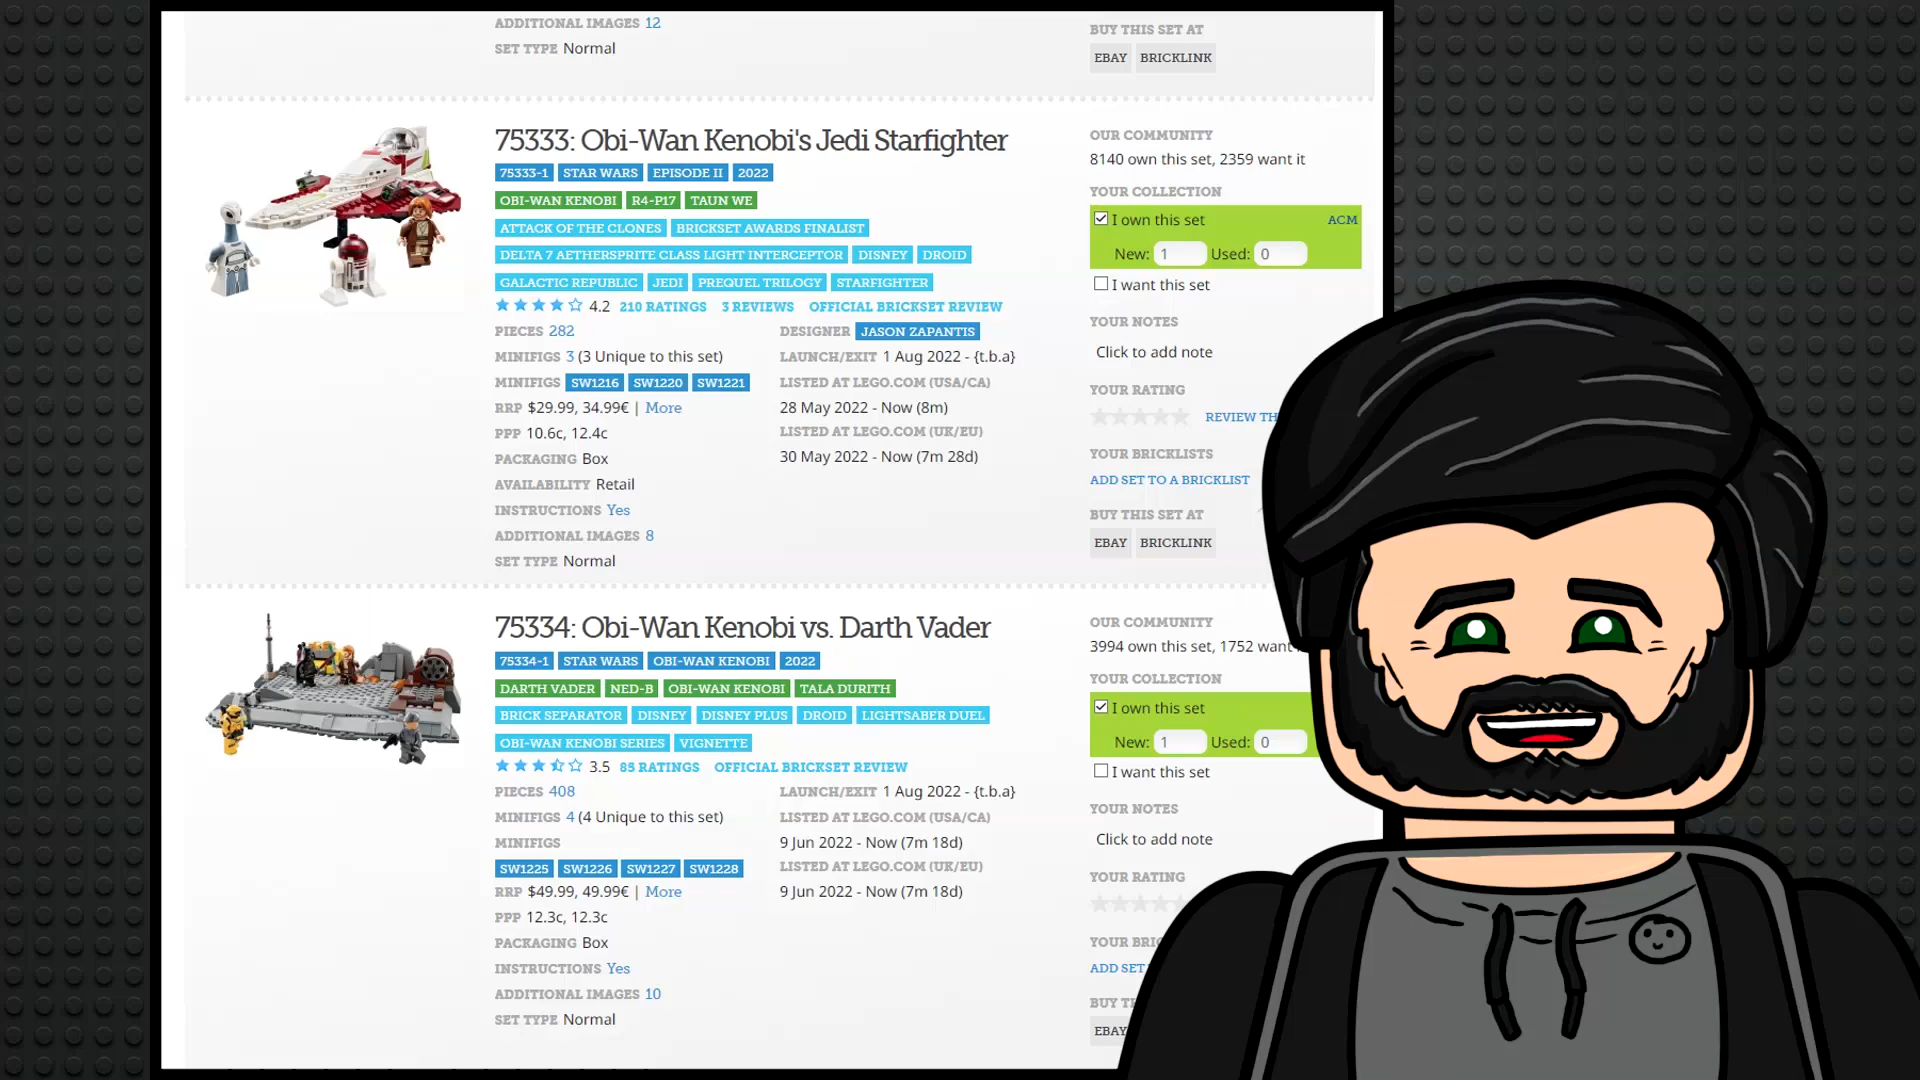 ADDITIONAL IMAGES 12
SET TYPE Normal
BUY THIS SET AT
EBAY BRICKLINK
75333: Obi-Wan Kenobi's Jedi Starfighter
75333-1 STAR WARS EPISODE II 2022
OBI-WAN KENOBI R4-P17 TAUN WE
ATTACK OF THE CLONES BRICKSET AWARDS FINALIST
DELTA 7 AETHERSPRITE CLASS LIGHT INTERCEPTOR DISNEY DROID
GALACTIC REPUBLIC JEDI PREQUEL TRILOGY STARFIGHTER
4.2 210 RATINGS 3 REVIEWS OFFICIAL BRICKSET REVIEW
PIECES 282
MINIFIGS 3 (3 Unique to this set)
MINIFIGS SW1216 SW1220 SW1221
RRP $29.99, 34.99€ | More
PPP 10.6c, 12.4c
PACKAGING Box
AVAILABILITY Retail
INSTRUCTIONS Yes
ADDITIONAL IMAGES 8
SET TYPE Normal
DESIGNER JASON ZAPANTIS
LAUNCH/EXIT 1 Aug 2022 - {t.b.a}
LISTED AT LEGO.COM (USA/CA)
28 May 2022 - Now (8m)
LISTED AT LEGO.COM (UK/EU)
30 May 2022 - Now (7m 28d)
OUR COMMUNITY
8140 own this set, 2359 want it
YOUR COLLECTION
I own this set ACM
New: 1 Used: 0
I want this set
YOUR NOTES
Click to add note
YOUR RATING
REVIEW TH
YOUR BRICKLISTS
ADD SET TO A BRICKLIST
BUY THIS SET AT
EBAY BRICKLINK
75334: Obi-Wan Kenobi vs. Darth Vader
75334-1 STAR WARS OBI-WAN KENOBI 2022
DARTH VADER NED-B OBI-WAN KENOBI TALA DURITH
BRICK SEPARATOR DISNEY DISNEY PLUS DROID LIGHTSABER DUEL
OBI-WAN KENOBI SERIES VIGNETTE
3.5 85 RATINGS OFFICIAL BRICKSET REVIEW
PIECES 408
MINIFIGS 4 (4 Unique to this set)
MINIFIGS
SW1225 SW1226 SW1227 SW1228
RRP $49.99, 49.99€ | More
PPP 12.3c, 12.3c
PACKAGING Box
INSTRUCTIONS Yes
ADDITIONAL IMAGES 10
SET TYPE Normal
LAUNCH/EXIT 1 Aug 2022 - {t.b.a}
LISTED AT LEGO.COM (USA/CA)
9 Jun 2022 - Now (7m 18d)
LISTED AT LEGO.COM (UK/EU)
9 Jun 2022 - Now (7m 18d)
OUR COMMUNITY
3994 own this set, 1752 want
YOUR COLLECTION
I own this set
New: 1 Used: 0
I want this set
YOUR NOTES
Click to add note
YOUR RATING
YOUR BRI
ADD SET
BUY T
EBAY